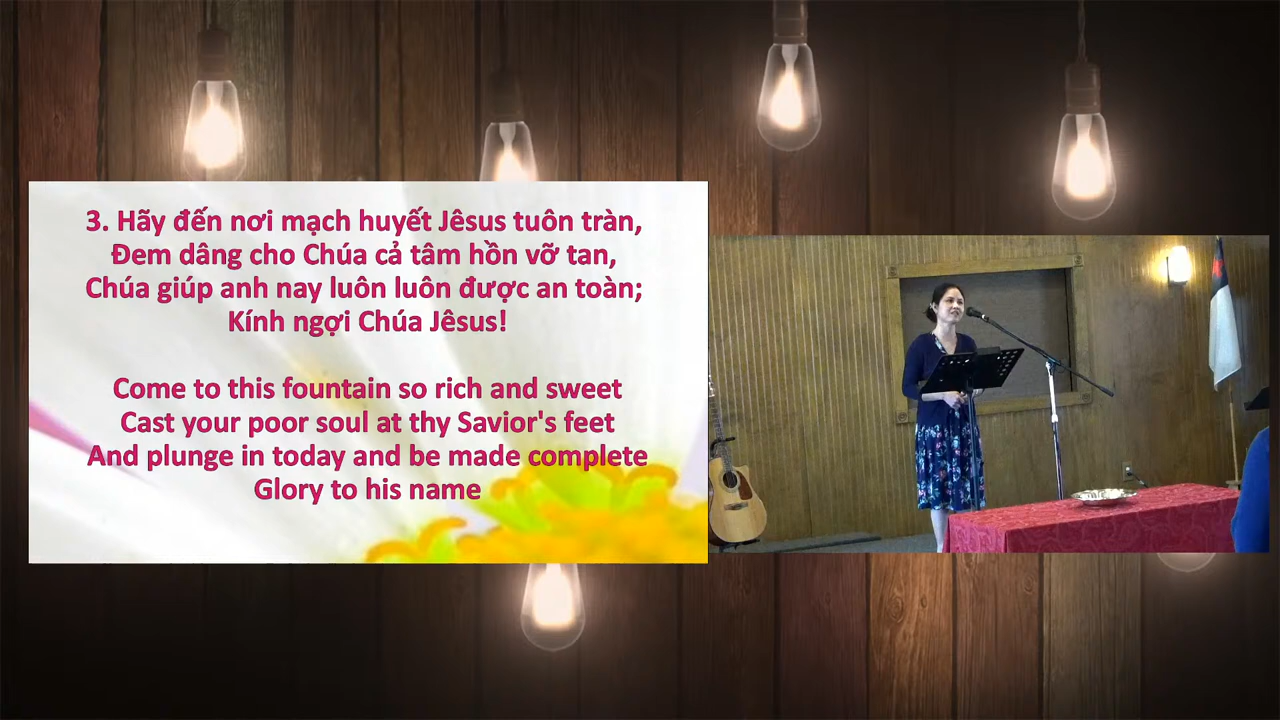 3. Hãy đến nơi mạch huyết Jêsus tuôn tràn,
Đem dâng cho Chúa cả tâm hồn vỡ tan,
Chúa giúp anh nay luôn luôn được an toàn;
Kính ngợi Chúa Jêsus!
Come to this fountain so rich and sweet
Cast your poor soul at thy Savior's feet
And plunge in today and be made complete
Glory to his name